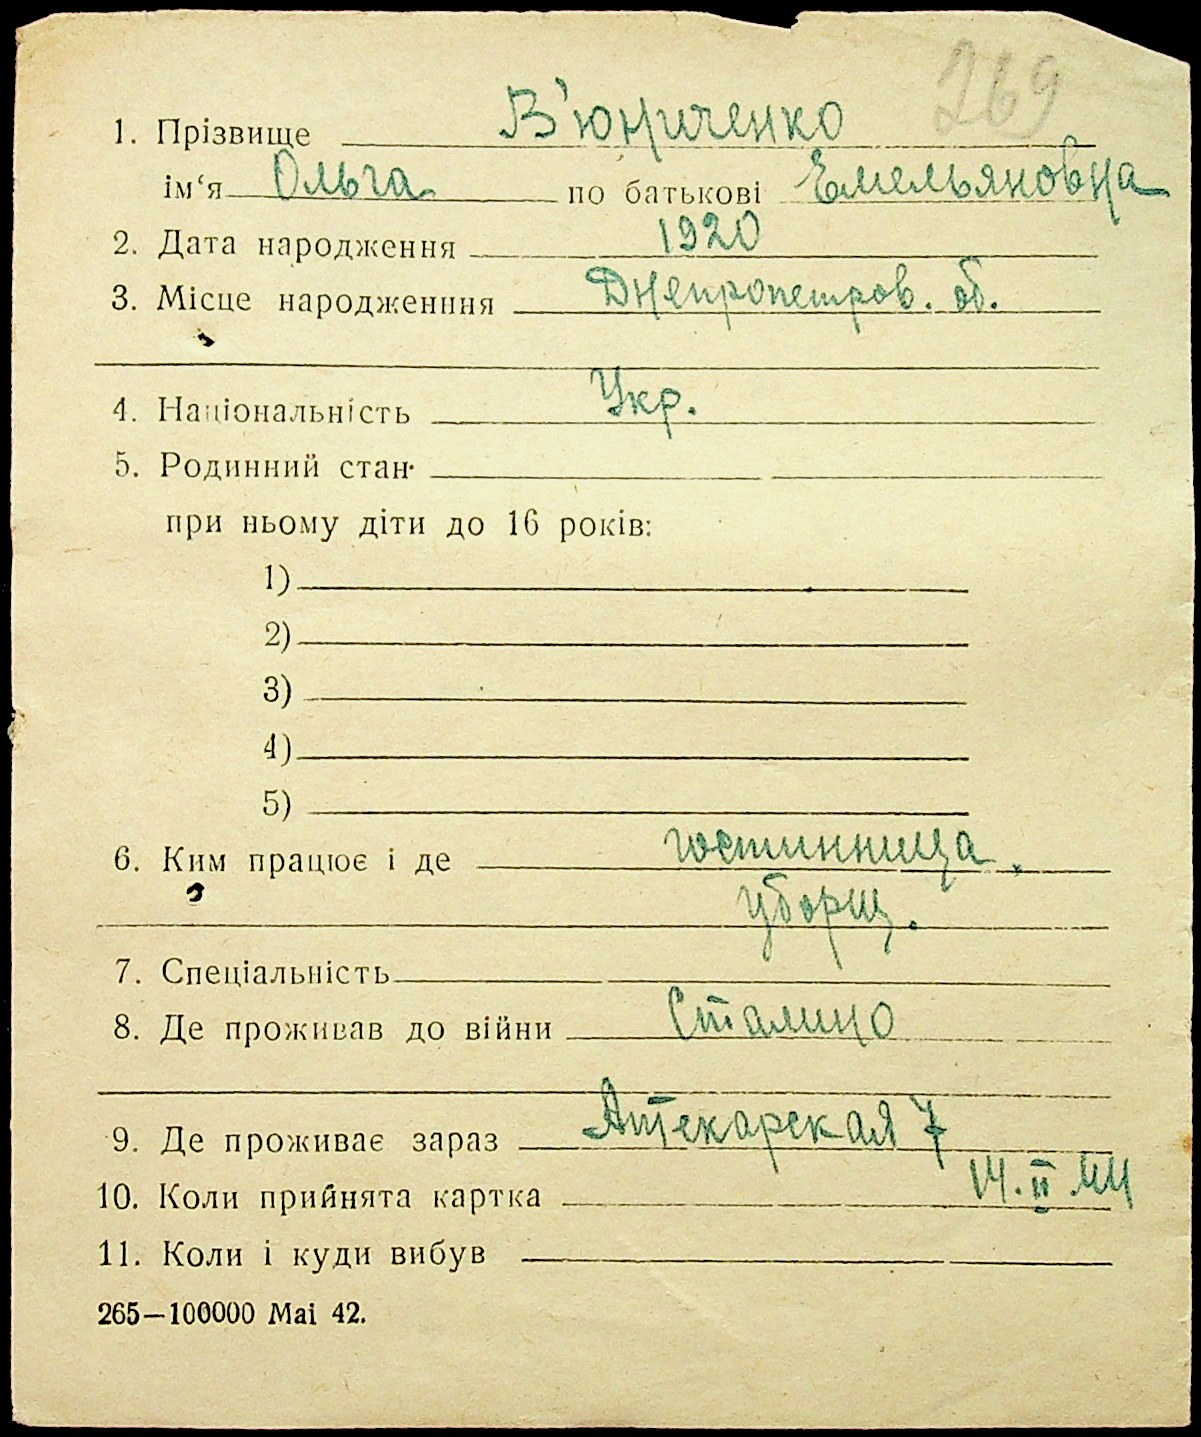 269
1. Прізвище В'юниченко
ім‘я Ольга по батькові Емельяновна
2. Дата народження 1920
3. Місце народженння Днепропетров. об.
4. Національність Укр.
5. Родинний стан
при ньому діти до 16 років:
1)
2)
3)
4)
5)
6. Ким працює і де гостинница,
уборщ.
7. Спеціальність
8. Де проживав до війни Сталино
9. Де проживає зараз Аптекарская 7
10. Коли прийнята картка 14.II
11. Коли і куди вибув
265—100000 Mai 42.